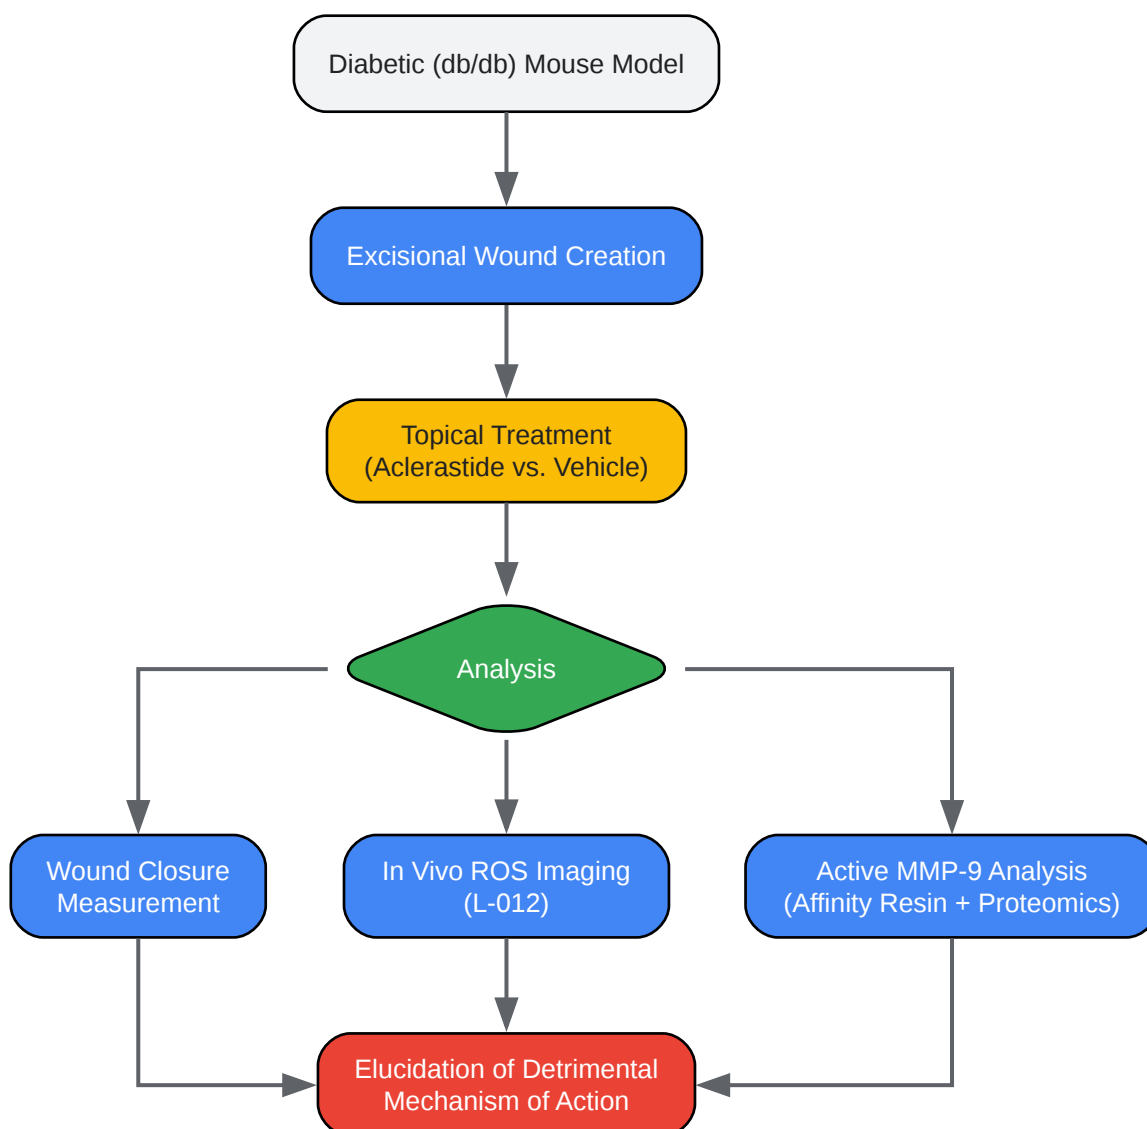 Diabetic (db/db) Mouse Model
Excisional Wound Creation
Topical Treatment
(Aclerastide vs. Vehicle)
Analysis
Wound Closure
Measurement
In Vivo ROS Imaging
(L-012)
Active MMP-9 Analysis
(Affinity Resin + Proteomics)
Elucidation of Detrimental
Mechanism of Action